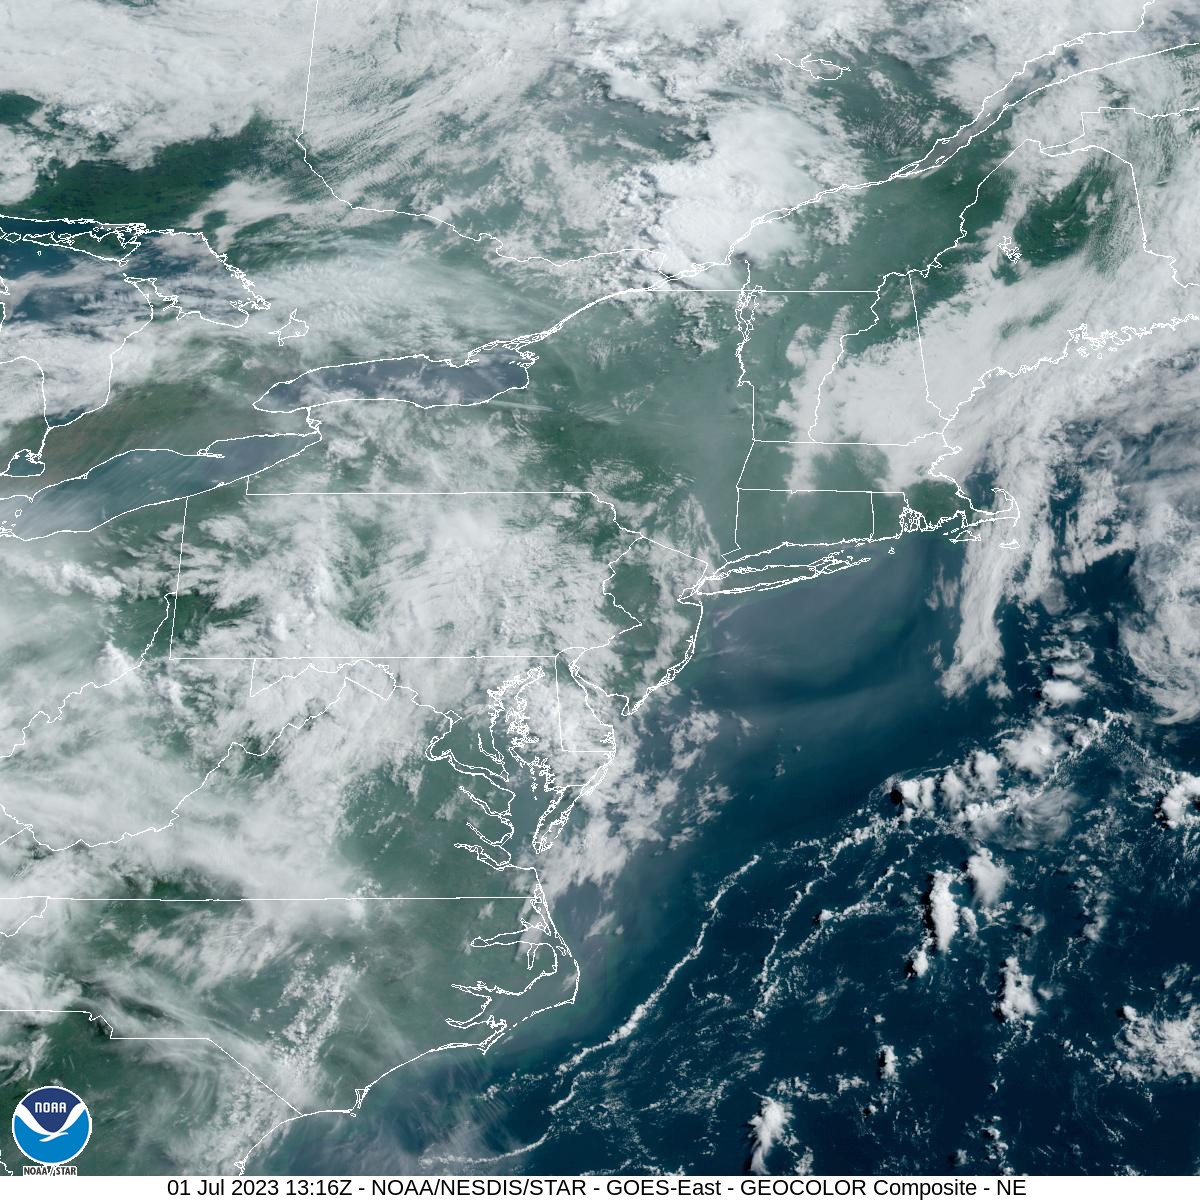 NOAA
NOAA/STAR
01 Jul 2023 13:16Z - NOAA/NESDIS/STAR - GOES-East - GEOCOLOR Composite - NE